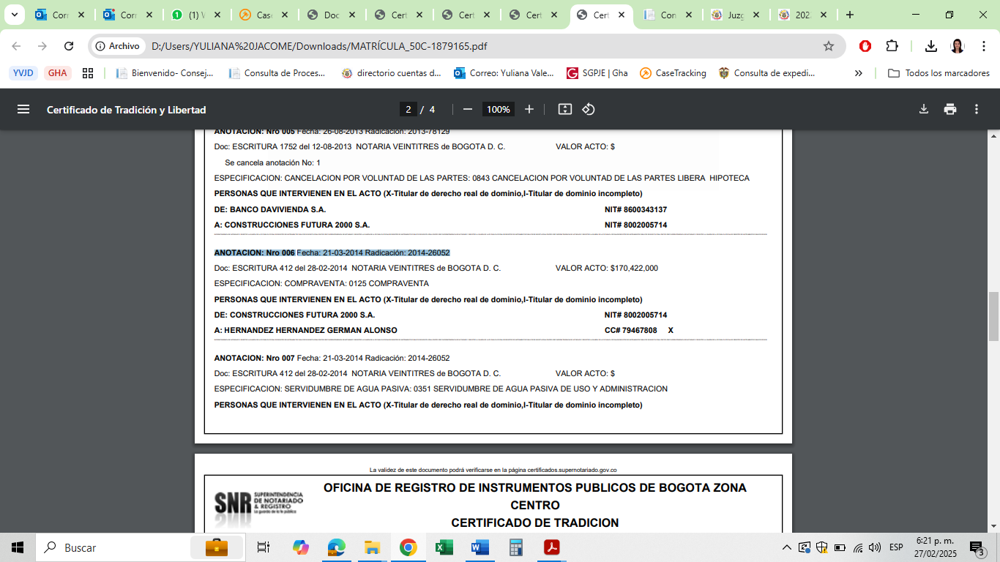 Corr
Corr
(1) V
Case
Doc
Cert
Cert
Cert
Cert
Con
Juzg
202
Archivo
D:/Users/YULIANA%20JACOME/Downloads/MATRÍCULA_50C-1879165.pdf
YVJD
GHA
Bienvenido- Consej...
Consulta de Proces...
directorio cuentas d...
Correo: Yuliana Vale...
SGPJE | Gha
CaseTracking
Consulta de expedi...
Todos los marcadores
Certificado de Tradición y Libertad
2 / 4
100%
ANOTACION: Nro 005 Fecha: 26-08-2013 Radicación: 2013-78129
Doc: ESCRITURA 1752 del 12-08-2013 NOTARIA VEINTITRES de BOGOTA D. C. VALOR ACTO: $
Se cancela anotación No: 1
ESPECIFICACION: CANCELACION POR VOLUNTAD DE LAS PARTES: 0843 CANCELACION POR VOLUNTAD DE LAS PARTES LIBERA HIPOTECA
PERSONAS QUE INTERVIENEN EN EL ACTO (X-Titular de derecho real de dominio,I-Titular de dominio incompleto)
DE: BANCO DAVIVIENDA S.A. NIT# 8600343137
A: CONSTRUCCIONES FUTURA 2000 S.A. NIT# 8002005714
ANOTACION: Nro 006 Fecha: 21-03-2014 Radicación: 2014-26052
Doc: ESCRITURA 412 del 28-02-2014 NOTARIA VEINTITRES de BOGOTA D. C. VALOR ACTO: $170,422,000
ESPECIFICACION: COMPRAVENTA: 0125 COMPRAVENTA
PERSONAS QUE INTERVIENEN EN EL ACTO (X-Titular de derecho real de dominio,I-Titular de dominio incompleto)
DE: CONSTRUCCIONES FUTURA 2000 S.A. NIT# 8002005714
A: HERNANDEZ HERNANDEZ GERMAN ALONSO CC# 79467808 X
ANOTACION: Nro 007 Fecha: 21-03-2014 Radicación: 2014-26052
Doc: ESCRITURA 412 del 28-02-2014 NOTARIA VEINTITRES de BOGOTA D. C. VALOR ACTO: $
ESPECIFICACION: SERVIDUMBRE DE AGUA PASIVA: 0351 SERVIDUMBRE DE AGUA PASIVA DE USO Y ADMINISTRACION
PERSONAS QUE INTERVIENEN EN EL ACTO (X-Titular de derecho real de dominio,I-Titular de dominio incompleto)
La validez de este documento podrá verificarse en la página certificados.supernotariado.gov.co
SNR SUPERINTENDENCIA
DE NOTARIADO
& REGISTRO
La guarda de la fe pública
OFICINA DE REGISTRO DE INSTRUMENTOS PUBLICOS DE BOGOTA ZONA
CENTRO
CERTIFICADO DE TRADICION
Buscar
ESP
6:21 p. m.
27/02/2025
3